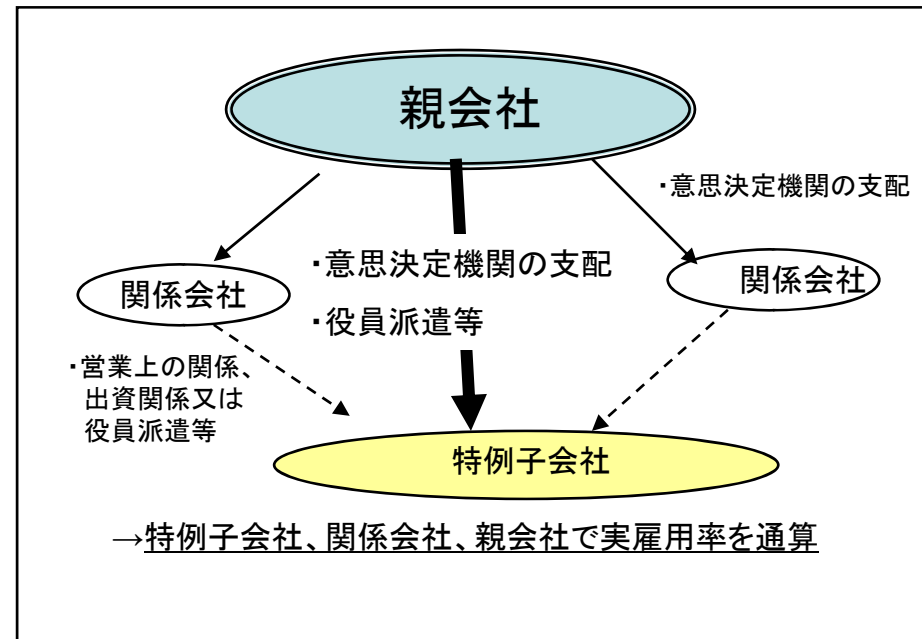 親会社
・意思決定機関の支配
関係会社
・意思決定機関の支配
・役員派遣等
関係会社
・営業上の関係、
出資関係又は
役員派遣等
特例子会社
→特例子会社、関係会社、親会社で実雇用率を通算